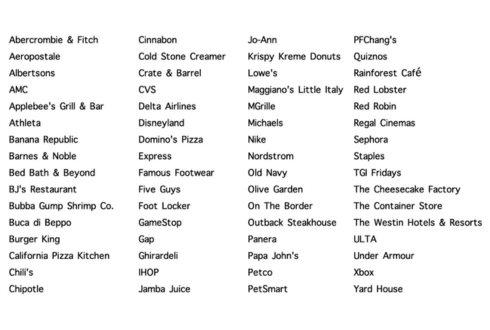 Abercrombie & Fitch
Aeropostale
Albertsons
AMC
Applebee's Grill & Bar
Athleta
Banana Republic
Barnes & Noble
Bed Bath & Beyond
BJ's Restaurant
Bubba Gump Shrimp Co.
Buca di Beppo
Burger King
California Pizza Kitchen
Chili's
Chipotle
Cinnabon
Cold Stone Creamer
Crate & Barrel
CVS
Delta Airlines
Disneyland
Domino's Pizza
Express
Famous Footwear
Five Guys
Foot Locker
GameStop
Gap
Ghirardeli
IHOP
Jamba Juice
Jo-Ann
Krispy Kreme Donuts
Lowe's
Maggiano's Little Italy
MGrille
Michaels
Nike
Nordstrom
Old Navy
Olive Garden
On The Border
Outback Steakhouse
Panera
Papa John's
Petco
PetSmart
PFChang's
Quiznos
Rainforest Café
Red Lobster
Red Robin
Regal Cinemas
Sephora
Staples
TGI Fridays
The Cheesecake Factory
The Container Store
The Westin Hotels & Resorts
ULTA
Under Armour
Xbox
Yard House